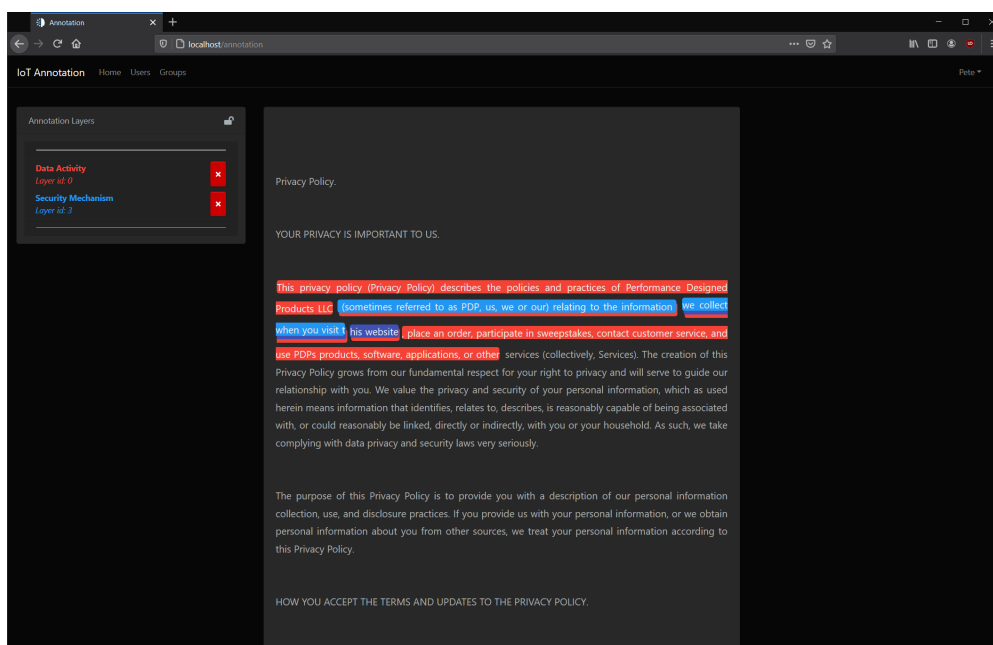 Annotation
localhost/annotation
IoT Annotation Home Users Groups Pete
Annotation Layers
Data Activity
Layer id: 0
Security Mechanism
Layer id: 3
Privacy Policy.
YOUR PRIVACY IS IMPORTANT TO US.
This privacy policy (Privacy Policy) describes the policies and practices of Performance Designed
Products LLC (sometimes referred to as PDP, us, we or our) relating to the information we collect
when you visit this website, place an order, participate in sweepstakes, contact customer service, and
use PDPs products, software, applications, or other services (collectively, Services). The creation of this
Privacy Policy grows from our fundamental respect for your right to privacy and will serve to guide our
relationship with you. We value the privacy and security of your personal information, which as used
herein means information that identifies, relates to, describes, is reasonably capable of being associated
with, or could reasonably be linked, directly or indirectly, with you or your household. As such, we take
complying with data privacy and security laws very seriously.
The purpose of this Privacy Policy is to provide you with a description of our personal information
collection, use, and disclosure practices. If you provide us with your personal information, or we obtain
personal information about you from other sources, we treat your personal information according to
this Privacy Policy.
HOW YOU ACCEPT THE TERMS AND UPDATES TO THE PRIVACY POLICY.